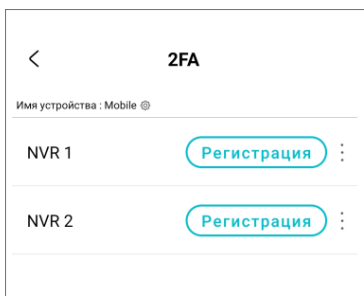 2FA
Имя устройства : Mobile
NVR 1 Регистрация
NVR 2 Регистрация